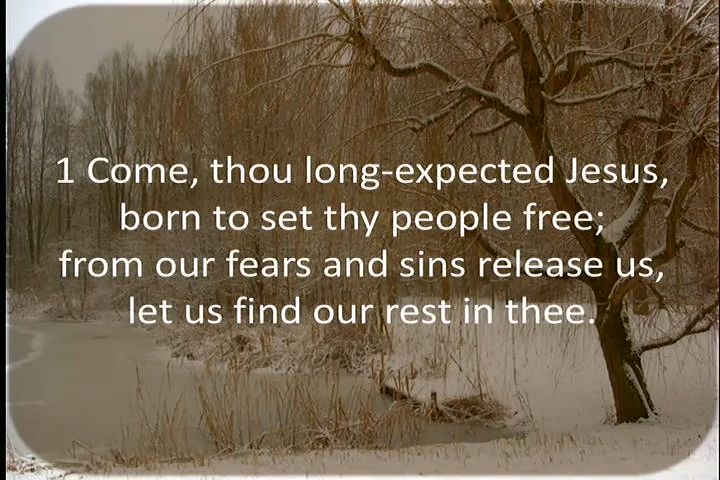 1 Come, thou long-expected Jesus,
born to set thy people free;
from our fears and sins release us,
let us find our rest in thee.